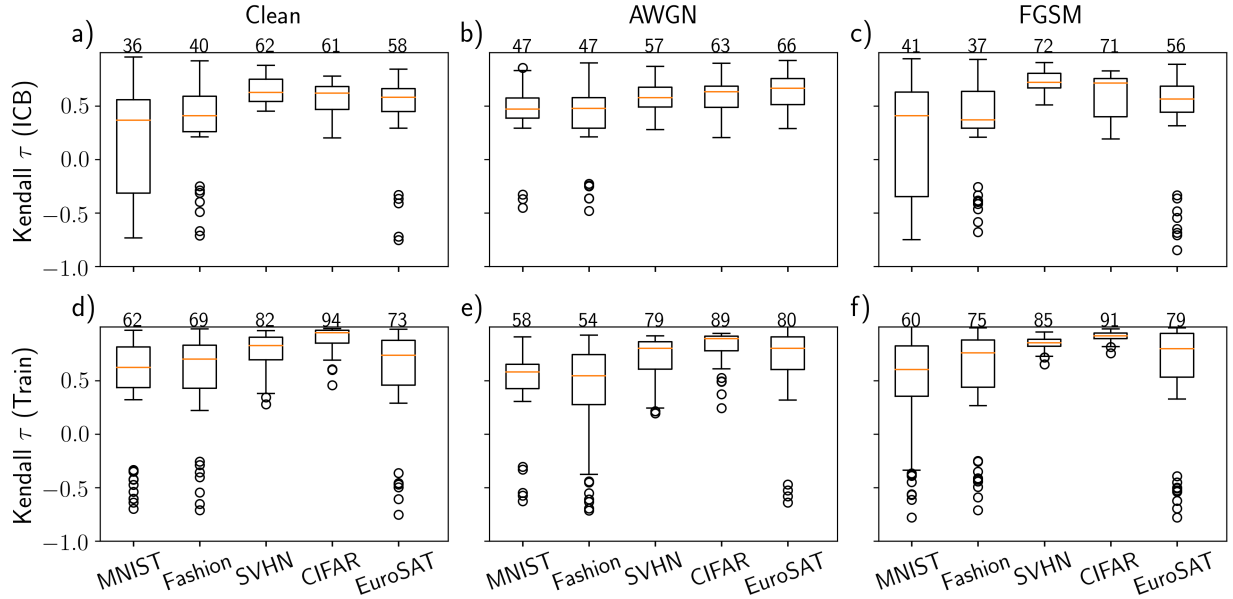 Clean AWGN FGSM
a) b) c)
36 40 62 61 58
47 47 57 63 66
41 37 72 71 56
Kendall τ (ICB)
0.5
0.0
−0.5
−1.0
d) e) f)
62 69 82 94 73
58 54 79 89 80
60 75 85 91 79
Kendall τ (Train)
0.5
0.0
−0.5
−1.0
MNIST Fashion SVHN CIFAR EuroSAT
MNIST Fashion SVHN CIFAR EuroSAT
MNIST Fashion SVHN CIFAR EuroSAT